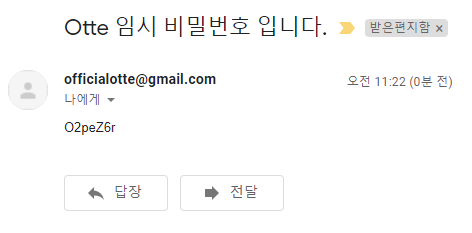 Otte 임시 비밀번호 입니다. 받은편지함 ×
officialotte@gmail.com 오전 11:22 (0분 전)
나에게
O2peZ6r
답장 전달